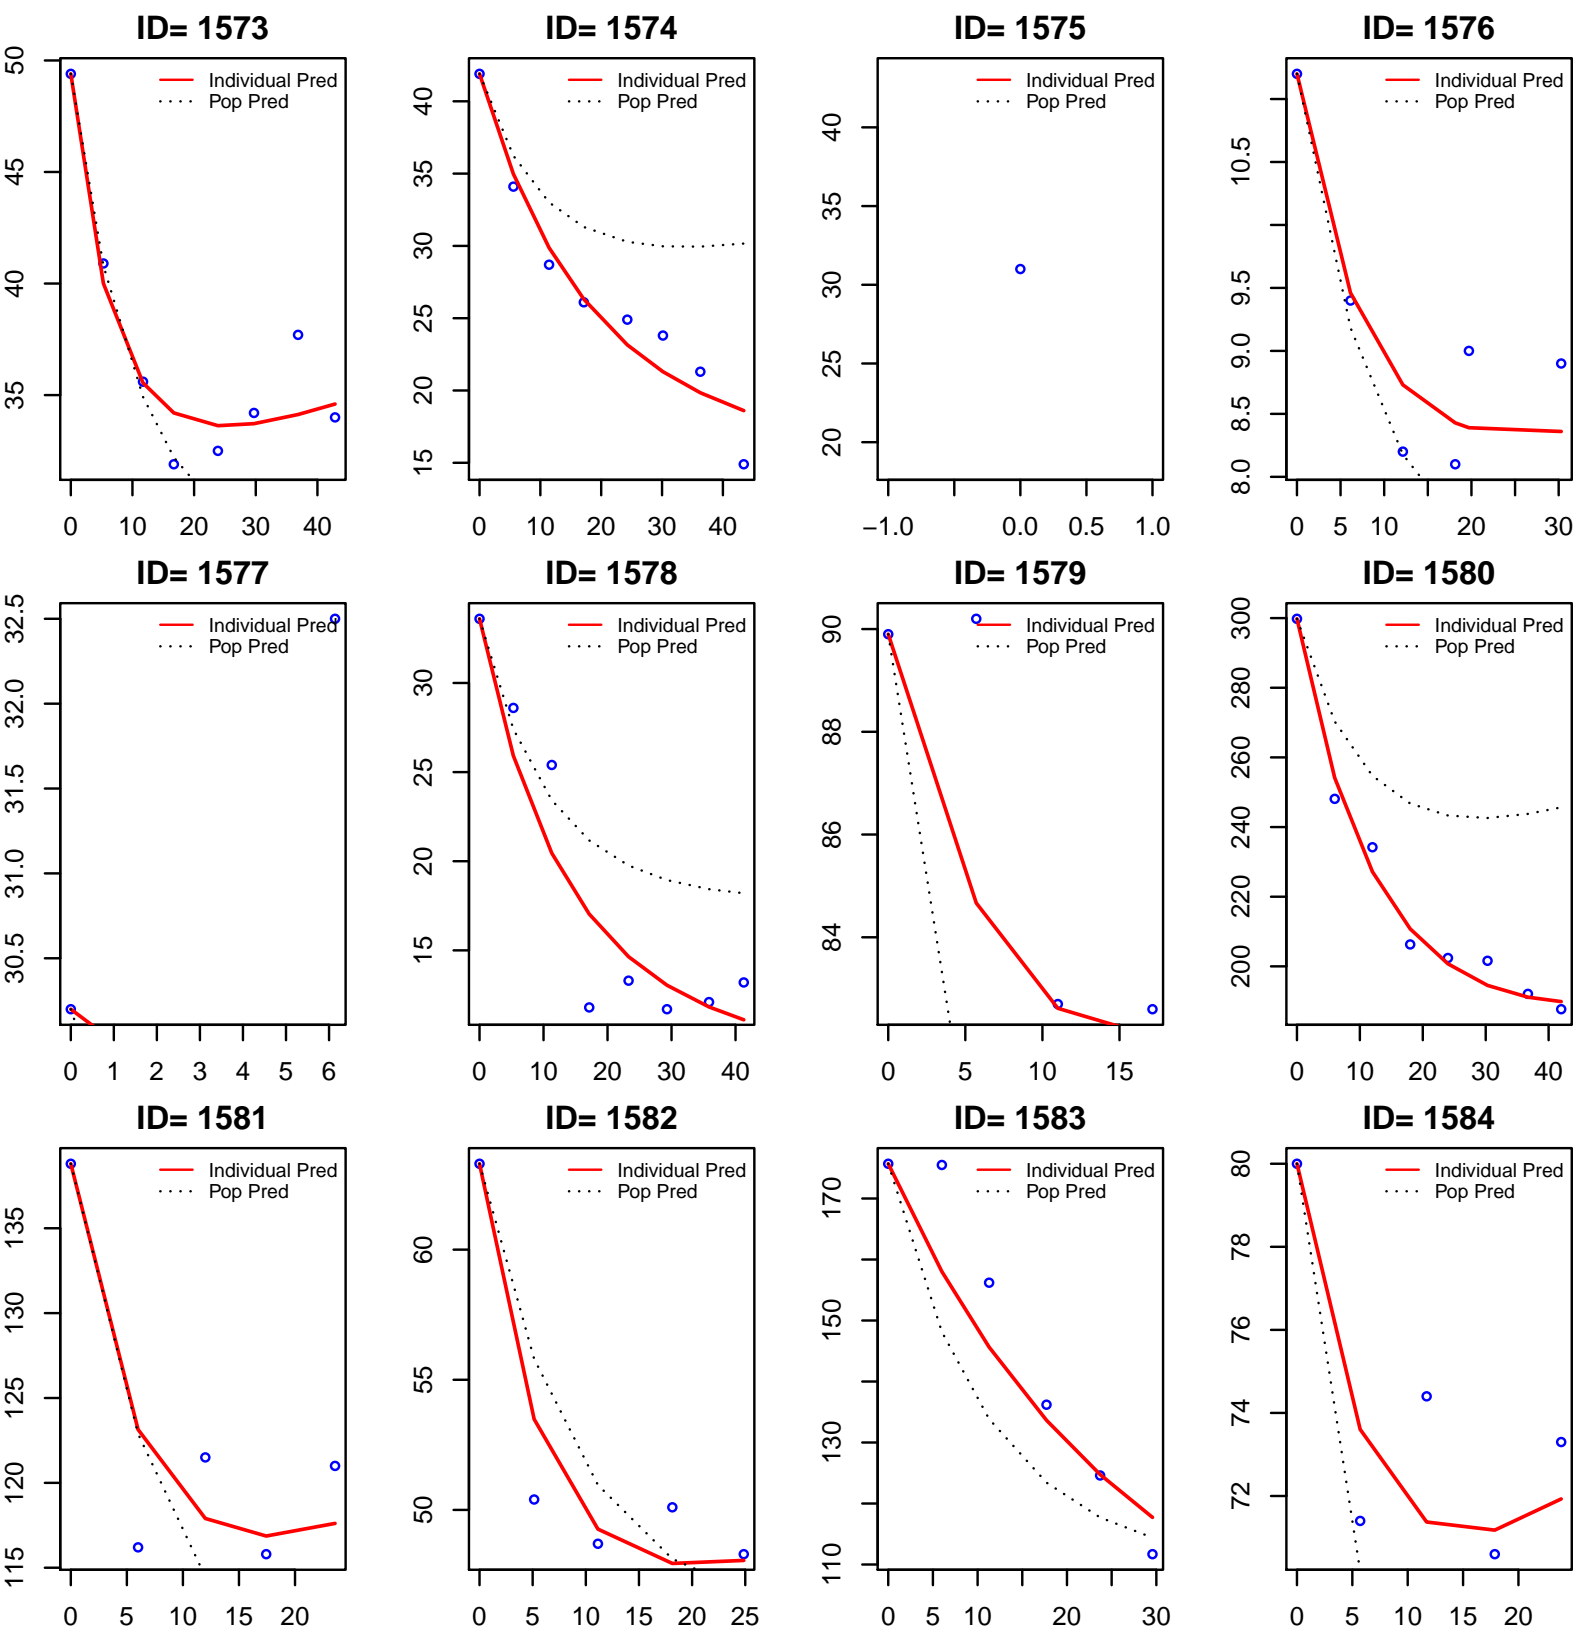 ID= 1573
Individual Pred
Pop Pred
50
45
40
35
0 10 20 30 40
ID= 1574
Individual Pred
Pop Pred
40
35
30
25
20
15
0 10 20 30 40
ID= 1575
Individual Pred
Pop Pred
40
35
30
25
20
−1.0 0.0 0.5 1.0
ID= 1576
Individual Pred
Pop Pred
10.5
9.5
9.0
8.5
8.0
0 5 10 20 30
ID= 1577
Individual Pred
Pop Pred
32.5
32.0
31.5
31.0
30.5
0 1 2 3 4 5 6
ID= 1578
Individual Pred
Pop Pred
30
25
20
15
0 10 20 30 40
ID= 1579
Individual Pred
Pop Pred
90
88
86
84
0 5 10 15
ID= 1580
Individual Pred
Pop Pred
300
280
260
240
220
200
0 10 20 30 40
ID= 1581
Individual Pred
Pop Pred
135
130
125
120
115
0 5 10 15 20
ID= 1582
Individual Pred
Pop Pred
60
55
50
0 5 10 15 20 25
ID= 1583
Individual Pred
Pop Pred
170
150
130
110
0 5 10 20 30
ID= 1584
Individual Pred
Pop Pred
80
78
76
74
72
0 5 10 20